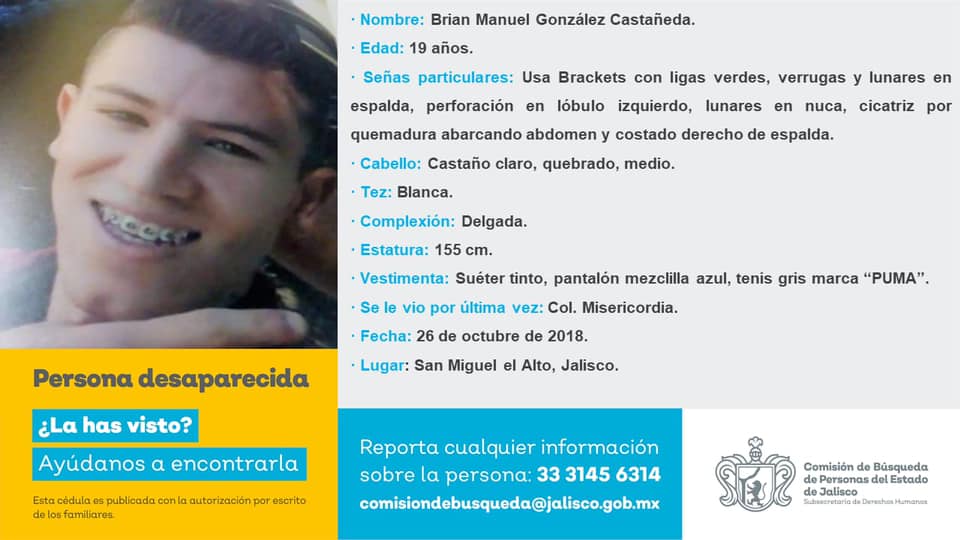 · Nombre: Brian Manuel González Castañeda.
· Edad: 19 años.
· Señas particulares: Usa Brackets con ligas verdes, verrugas y lunares en
espalda, perforación en lóbulo izquierdo, lunares en nuca, cicatriz por
quemadura abarcando abdomen y costado derecho de espalda.
· Cabello: Castaño claro, quebrado, medio.
· Tez: Blanca.
· Complexión: Delgada.
· Estatura: 155 cm.
· Vestimenta: Suéter tinto, pantalón mezclilla azul, tenis gris marca “PUMA”.
· Se le vio por última vez: Col. Misericordia.
· Fecha: 26 de octubre de 2018.
· Lugar: San Miguel el Alto, Jalisco.
Persona desaparecida
¿La has visto?
Ayúdanos a encontrarla
Esta cédula es publicada con la autorización por escrito
de los familiares.
Reporta cualquier información
sobre la persona: 33 3145 6314
comisiondebusqueda@jalisco.gob.mx
Comisión de Búsqueda
de Personas del Estado
de Jalisco
Subsecretaría de Derechos Humanos